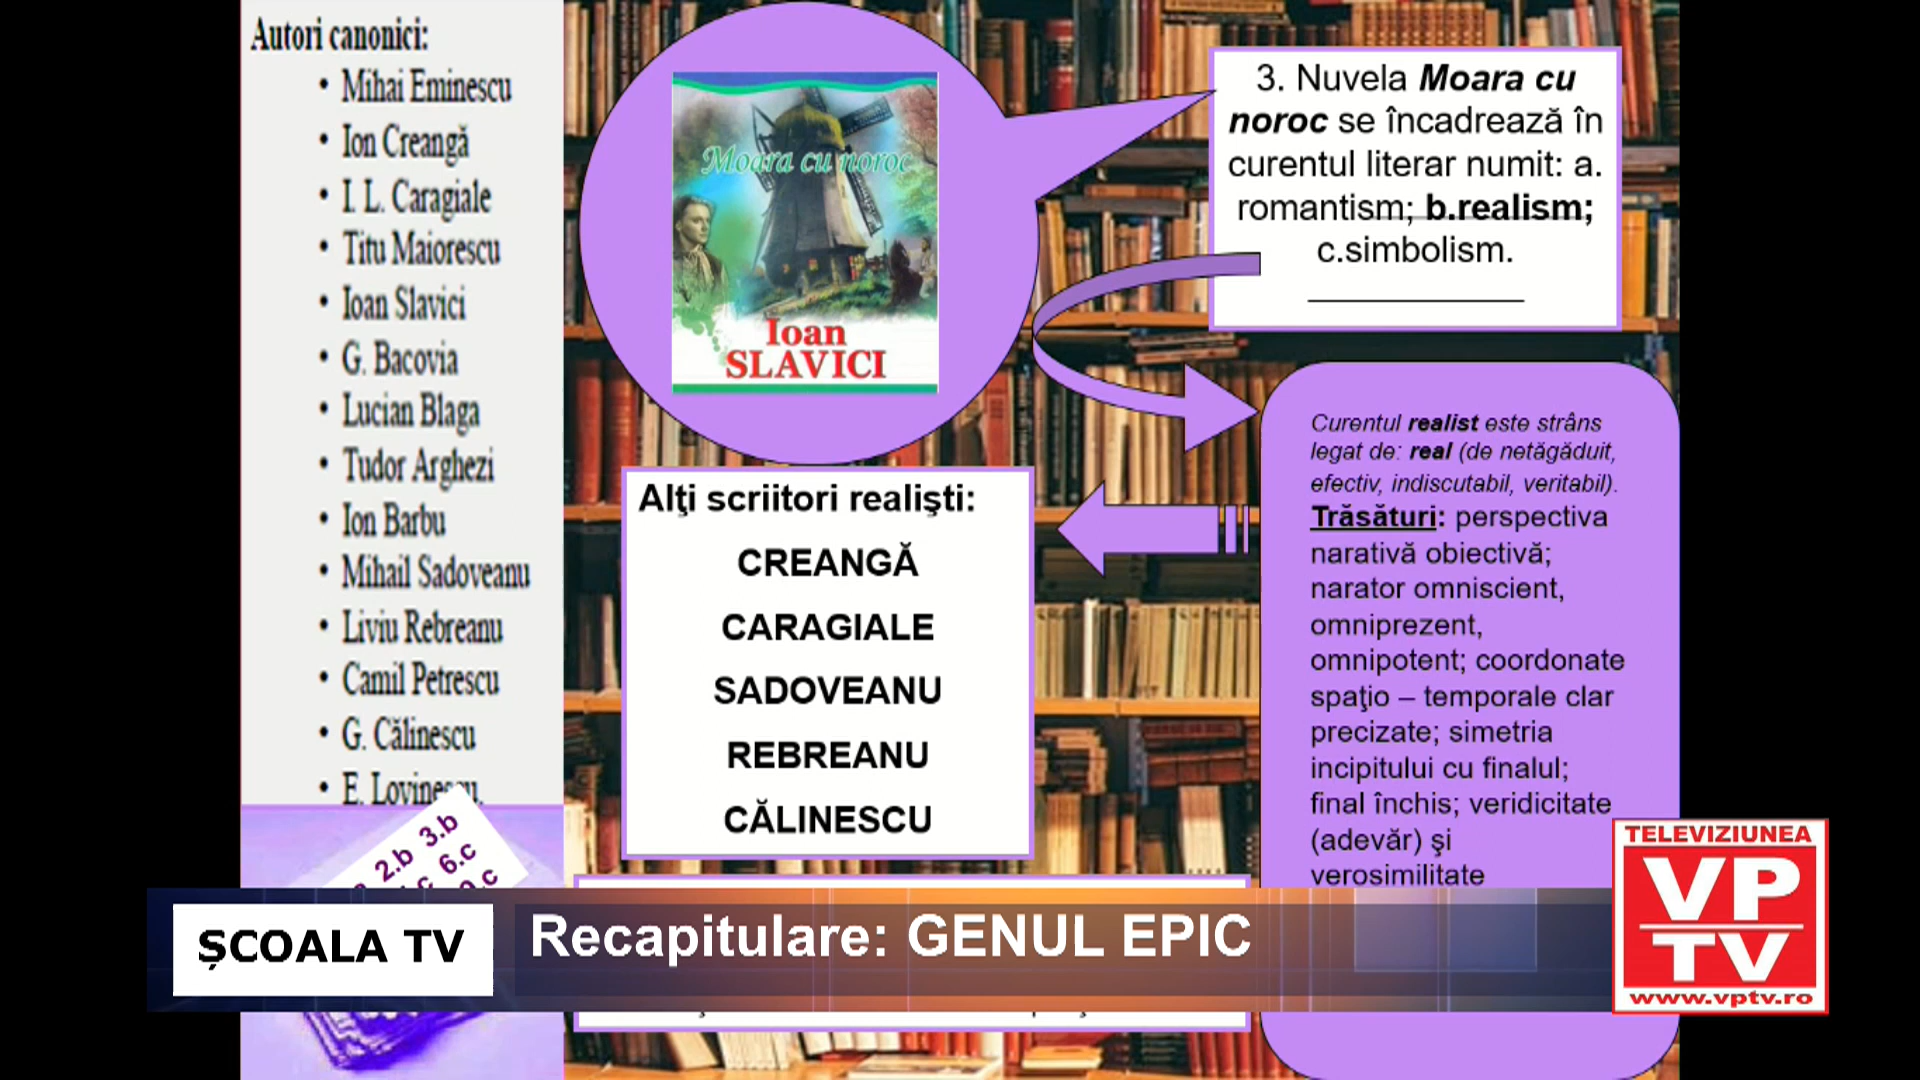 Autori canonici:
• Mihai Eminescu
• Ion Creangă
• I. L. Caragiale
• Titu Maiorescu
• Ioan Slavici
• G. Bacovia
• Lucian Blaga
• Tudor Arghezi
• Ion Barbu
• Mihail Sadoveanu
• Liviu Rebreanu
• Camil Petrescu
• G. Călinescu
• E. Lovinescu
2.b 3.b
6.c
Moara cu noroc
Ioan
SLAVICI
3. Nuvela Moara cu
noroc se încadrează în
curentul literar numit: a.
romantism; b.realism;
c.simbolism.
Alţi scriitori realişti:
CREANGĂ
CARAGIALE
SADOVEANU
REBREANU
CĂLINESCU
Curentul realist este strâns
legat de: real (de netăgăduit,
efectiv, indiscutabil, veritabil).
Trăsături: perspectiva
narativă obiectivă;
narator omniscient,
omniprezent,
omnipotent; coordonate
spaţio – temporale clar
precizate; simetria
incipitului cu finalul;
final închis; veridicitate
(adevăr) şi
verosimilitate
ȘCOALA TV
Recapitulare: GENUL EPIC
TELEVIZIUNEA
VP
TV
www.vptv.ro